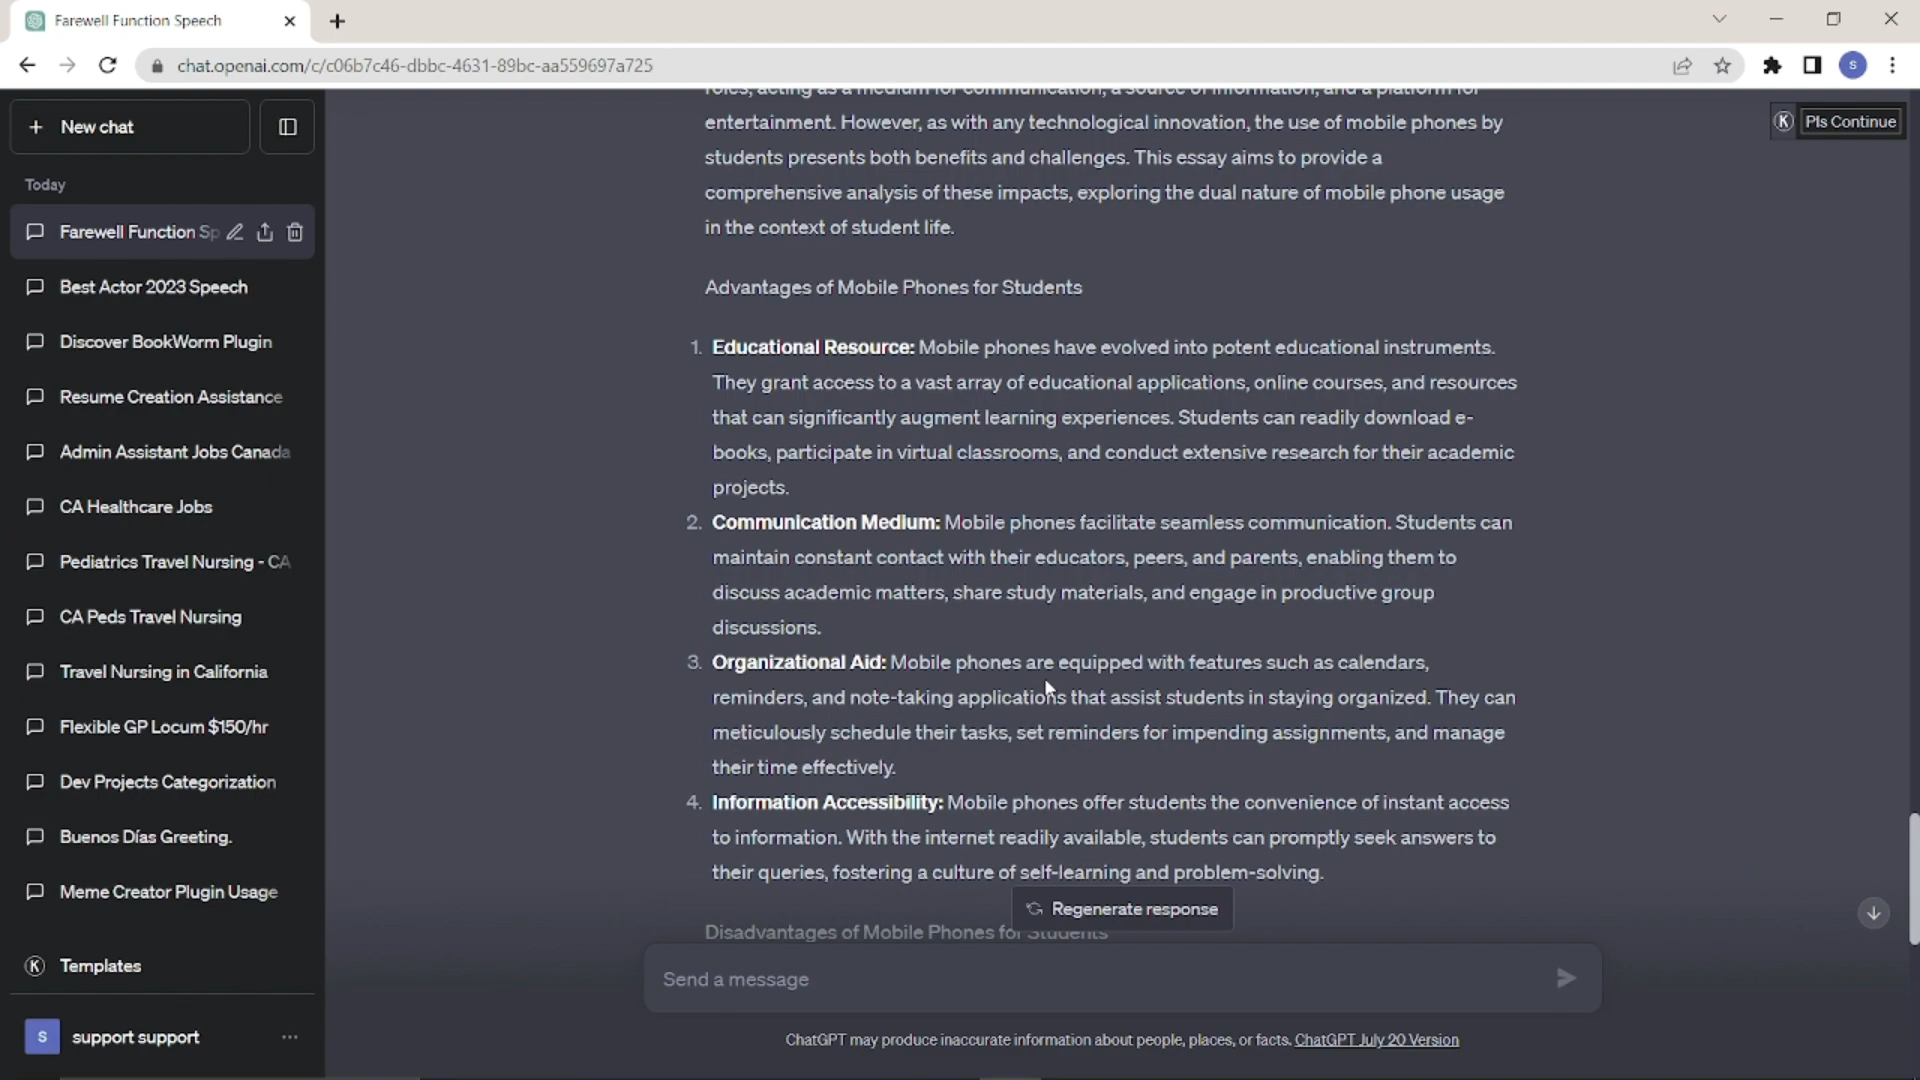 Farewell Function Speech
chat.openai.com/c/c06b7c46-dbbc-4631-89bc-aa559697a725
S
New chat
Today
Farewell Function Sp
Best Actor 2023 Speech
Discover BookWorm Plugin
Resume Creation Assistance
Admin Assistant Jobs Canada
CA Healthcare Jobs
Pediatrics Travel Nursing - CA
CA Peds Travel Nursing
Travel Nursing in California
Flexible GP Locum $150/hr
Dev Projects Categorization
Buenos Días Greeting.
Meme Creator Plugin Usage
K Templates
S support support
K Pls Continue
roles, acting as a medium for communication, a source of information, and a platform for
entertainment. However, as with any technological innovation, the use of mobile phones by
students presents both benefits and challenges. This essay aims to provide a
comprehensive analysis of these impacts, exploring the dual nature of mobile phone usage
in the context of student life.
Advantages of Mobile Phones for Students
1. Educational Resource: Mobile phones have evolved into potent educational instruments.
They grant access to a vast array of educational applications, online courses, and resources
that can significantly augment learning experiences. Students can readily download e-
books, participate in virtual classrooms, and conduct extensive research for their academic
projects.
2. Communication Medium: Mobile phones facilitate seamless communication. Students can
maintain constant contact with their educators, peers, and parents, enabling them to
discuss academic matters, share study materials, and engage in productive group
discussions.
3. Organizational Aid: Mobile phones are equipped with features such as calendars,
reminders, and note-taking applications that assist students in staying organized. They can
meticulously schedule their tasks, set reminders for impending assignments, and manage
their time effectively.
4. Information Accessibility: Mobile phones offer students the convenience of instant access
to information. With the internet readily available, students can promptly seek answers to
their queries, fostering a culture of self-learning and problem-solving.
Regenerate response
Disadvantages of Mobile Phones for Students
Send a message
ChatGPT may produce inaccurate information about people, places, or facts. ChatGPT July 20 Version